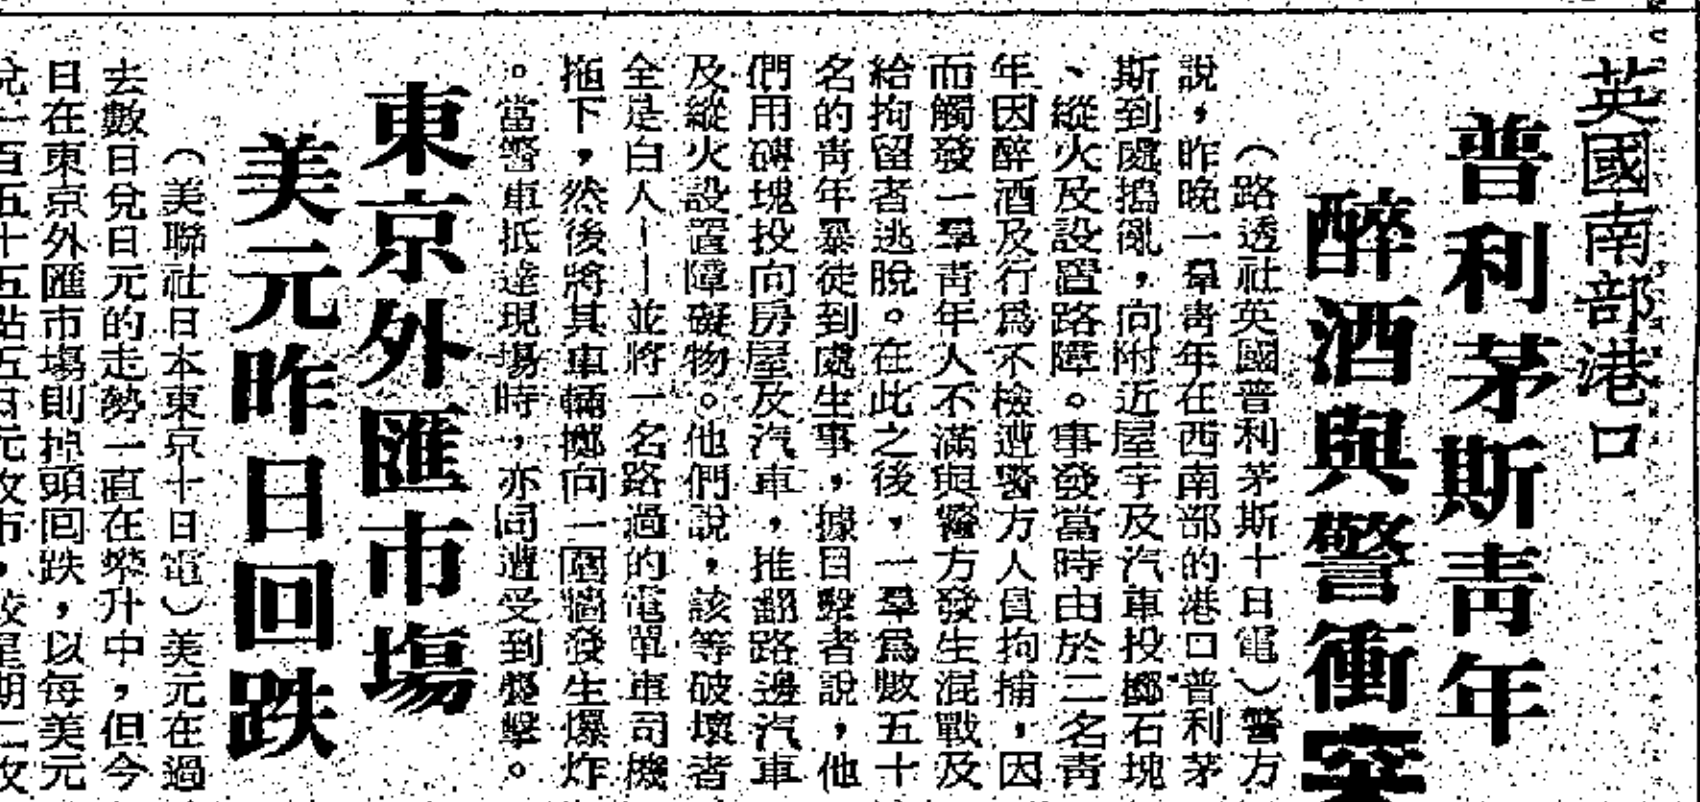 英國南部港口
普利茅斯靑年
醉酒與警衝突
（路透社英國普利茅斯十日電）警方
說，昨晚一羣靑年在西南部的港口普利茅
斯到處搗亂，向附近屋宇及汽車投擲石塊
、縱火及設置路障。事發當時由於二名靑
年因醉酒及行爲不檢遭警方人員拘捕，因
而觸發一羣靑年人不滿與警方發生混戰及
給拘留者逃脫。在此之後，一羣爲數五十
名的靑年暴徒到處生事，據目擊者說，他
們用磚塊投向房屋及汽車，推翻路邊汽車
及縱火設置障礙物。他們說，該等破壞者
全是白人——並將一名路過的電單車司機
拖下，然後將其車輛擲向一圍牆發生爆炸
。當警車抵達現場時，亦同遭受到襲擊。
東京外匯市場
美元昨日回跌
（美聯社日本東京十日電）美元在過
去數日兌日元的走勢一直在攀升中，但今
日在東京外匯市場則掉頭回跌，以每美元
兌一百五十五點五日元收市，較星期二收